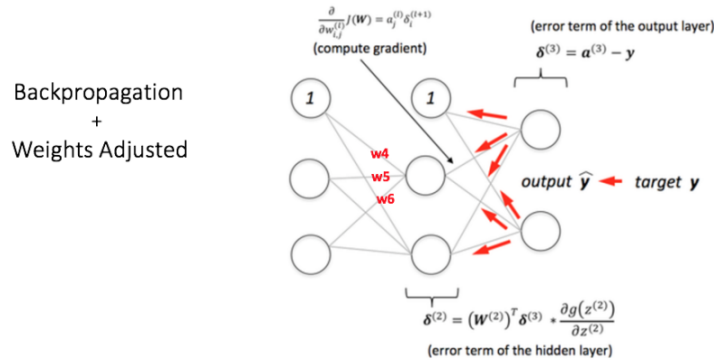 ∂/∂w_{i,j}^{(l)} J(W) = a_j^{(l)} δ_i^{(l+1)}
(compute gradient)
(error term of the output layer)
δ^{(3)} = a^{(3)} − y
Backpropagation
+
Weights Adjusted
1
1
w4
w5
w6
output ŷ
target y
δ^{(2)} = (W^{(2)})^T δ^{(3)} * ∂g(z^{(2)})/∂z^{(2)}
(error term of the hidden layer)